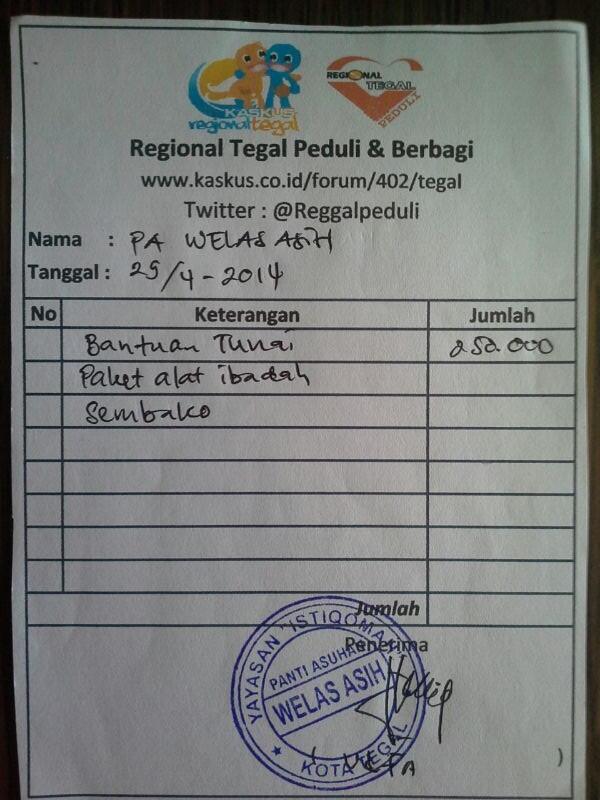 KASKUS
regionaltegal
REGIONAL
TEGAL
PEDULI
Regional Tegal Peduli & Berbagi
www.kaskus.co.id/forum/402/tegal
Twitter : @Reggalpeduli
Nama : PA WELAS ASIH
Tanggal : 25/4-2014
No Keterangan Jumlah
Bantuan Tunai 250.000
Paket alat ibadah
Sembako
Jumlah
Penerima
YAYASAN "ISTIQOMAH"
PANTI ASUHAN
WELAS ASIH
KOTA TEGAL
( )